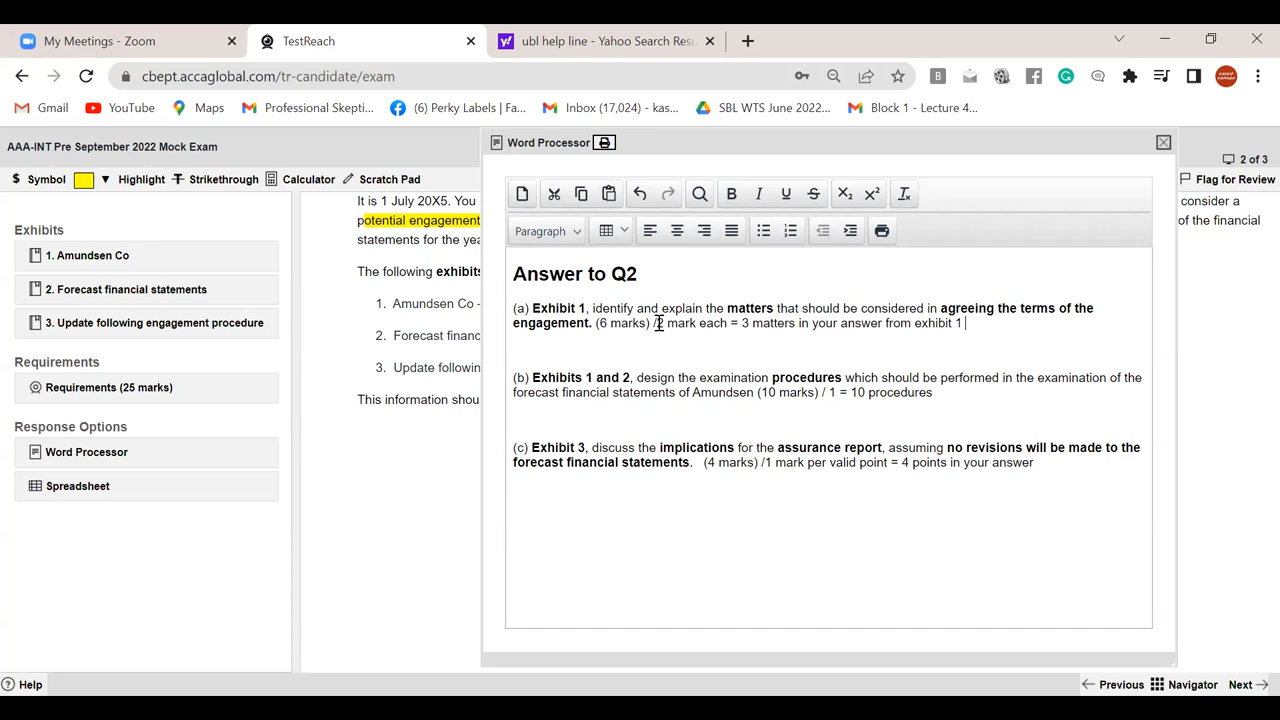 My Meetings - Zoom
TestReach
ubl help line - Yahoo Search Resu
cbept.accaglobal.com/tr-candidate/exam
Gmail
YouTube
Maps
Professional Skepti...
(6) Perky Labels | Fa...
Inbox (17,024) - kas...
SBL WTS June 2022...
Block 1 - Lecture 4...
AAA-INT Pre September 2022 Mock Exam
Word Processor
2 of 3
$ Symbol
Highlight
Strikethrough
Calculator
Scratch Pad
Flag for Review
Exhibits
1. Amundsen Co
2. Forecast financial statements
3. Update following engagement procedure
Requirements
Requirements (25 marks)
Response Options
Word Processor
Spreadsheet
It is 1 July 20X5. You
potential engagement
statements for the yea
The following exhibits
1. Amundsen Co -
2. Forecast financ
3. Update followin
This information shou
consider a
of the financial
Paragraph
Answer to Q2
(a) Exhibit 1, identify and explain the matters that should be considered in agreeing the terms of the
engagement. (6 marks) /2 mark each = 3 matters in your answer from exhibit 1
(b) Exhibits 1 and 2, design the examination procedures which should be performed in the examination of the
forecast financial statements of Amundsen (10 marks) / 1 = 10 procedures
(c) Exhibit 3, discuss the implications for the assurance report, assuming no revisions will be made to the
forecast financial statements. (4 marks) /1 mark per valid point = 4 points in your answer
Help
Previous
Navigator
Next